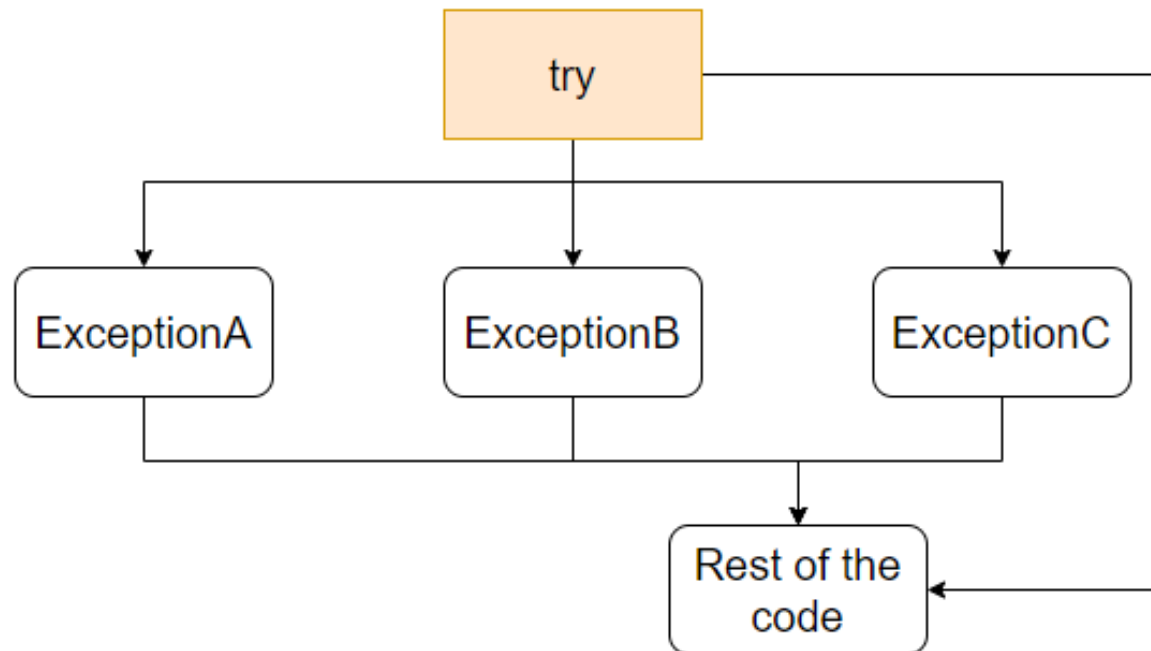 try
ExceptionA
ExceptionB
ExceptionC
Rest of the
code